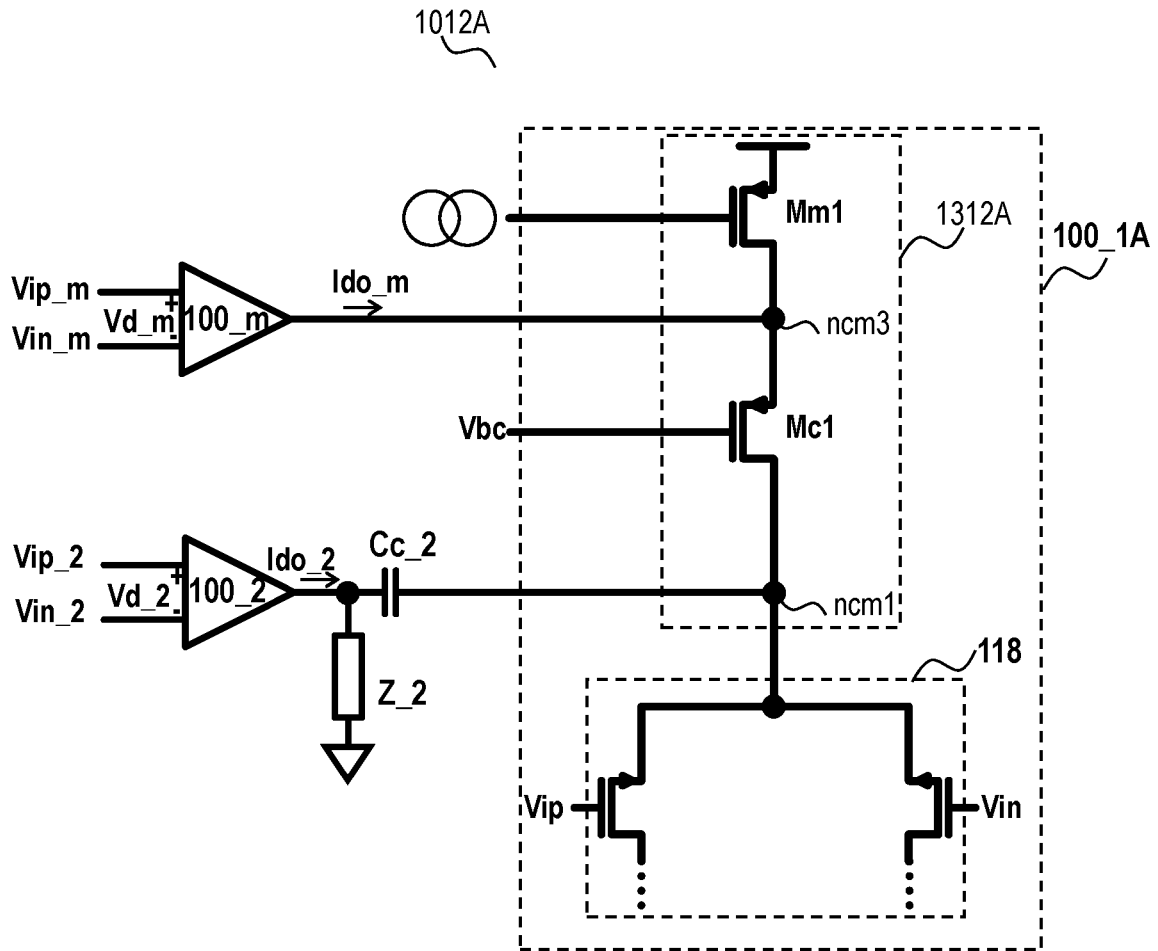 1012A
1312A
Mm1
100_1A
Vip_m
Ido_m
+
Vd_m
100_m
-
Vin_m
ncm3
Vbc
Mc1
Cc_2
Vip_2
Ido_2
+
Vd_2
100_2
-
Vin_2
ncm1
118
Z_2
Vip
Vin